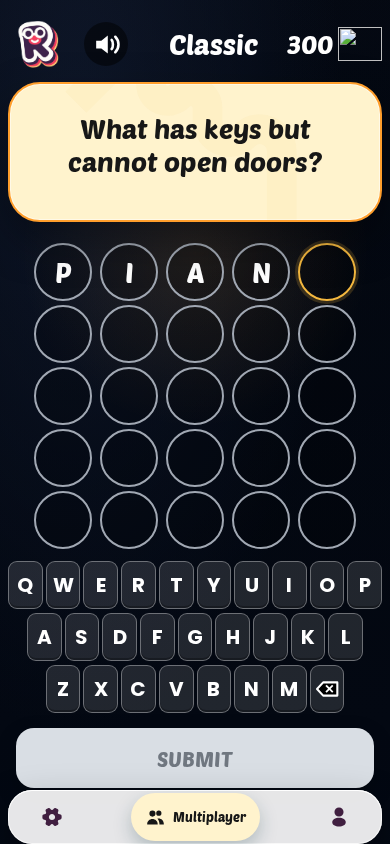 R
Classic
300
What has keys but
cannot open doors?
P I A N
Q W E R T Y U I O P
A S D F G H J K L
Z X C V B N M
SUBMIT
Multiplayer